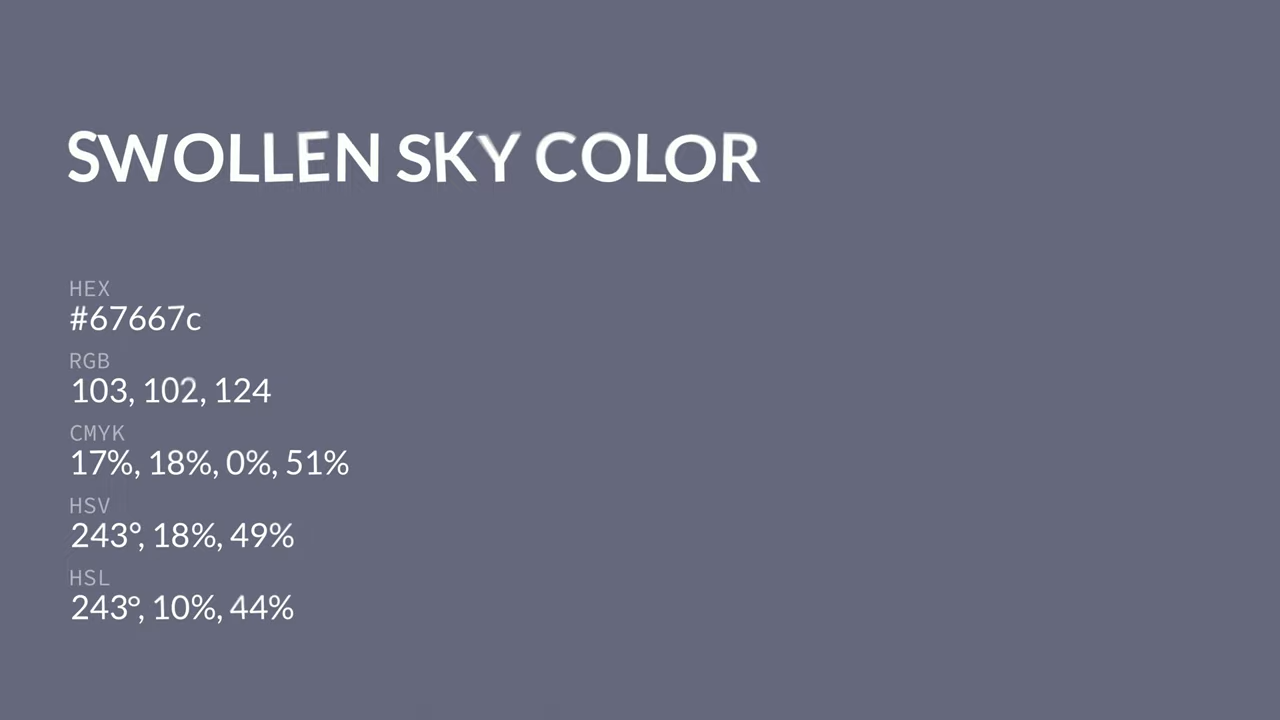 SWOLLEN SKY COLOR
HEX
#67667c
RGB
103, 102, 124
CMYK
17%, 18%, 0%, 51%
HSV
243°, 18%, 49%
HSL
243°, 10%, 44%